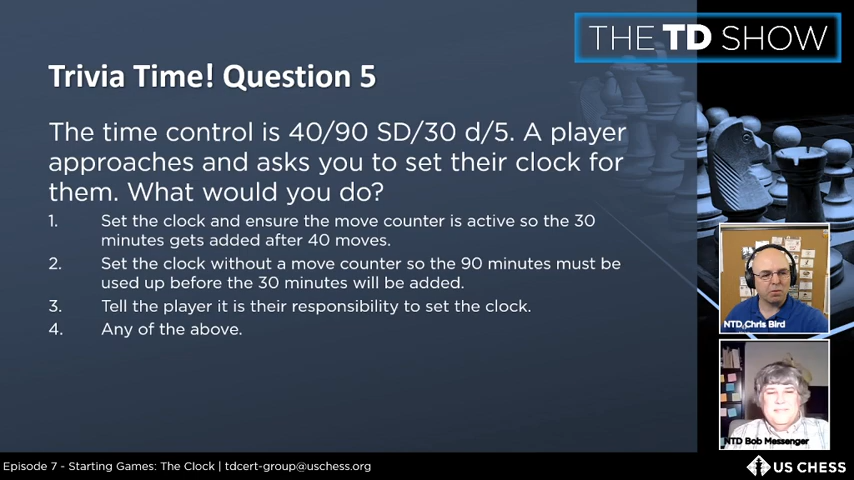 THE TD SHOW
Trivia Time! Question 5
The time control is 40/90 SD/30 d/5. A player
approaches and asks you to set their clock for
them. What would you do?
1. Set the clock and ensure the move counter is active so the 30
minutes gets added after 40 moves.
2. Set the clock without a move counter so the 90 minutes must be
used up before the 30 minutes will be added.
3. Tell the player it is their responsibility to set the clock.
4. Any of the above.
NTD Chris Bird
NTD Bob Messenger
Episode 7 - Starting Games: The Clock | tdcert-group@uschess.org
US CHESS